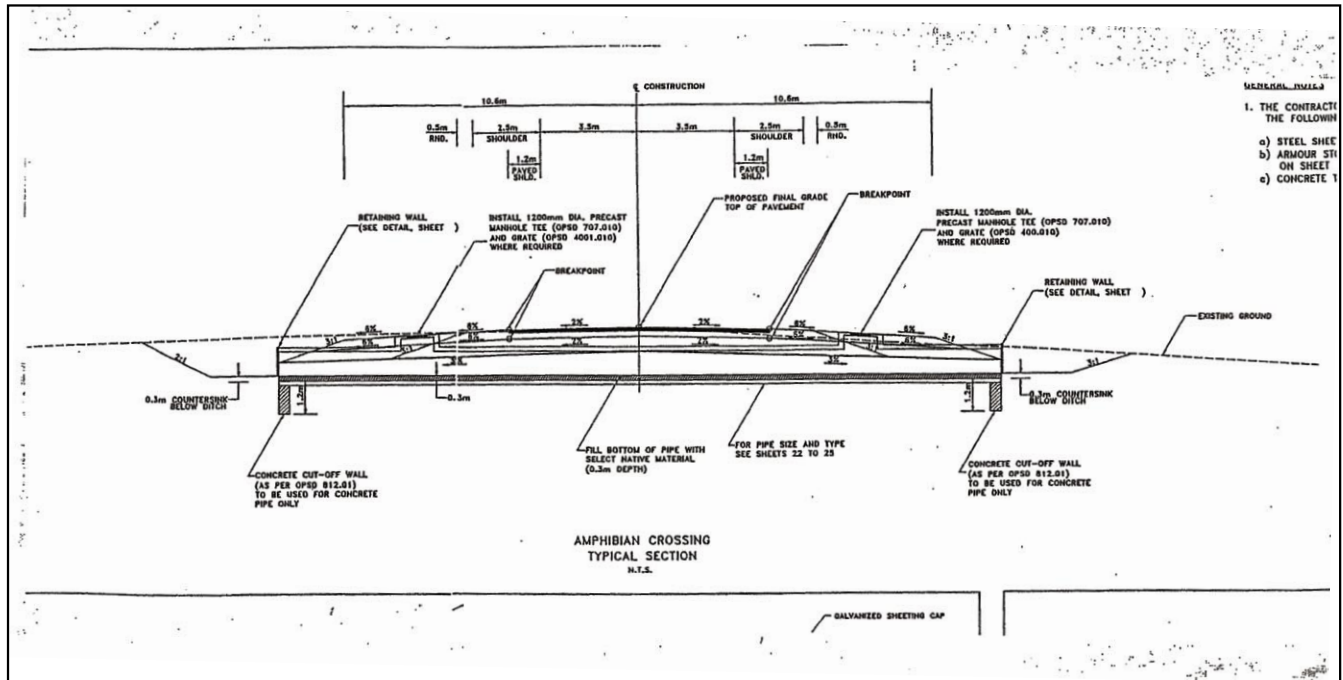 ℄ CONSTRUCTION
10.6m
10.6m
0.5m
RND.
2.5m
SHOULDER
3.5m
3.5m
2.5m
SHOULDER
0.5m
RND.
1.2m
PAVED
SHLD.
1.2m
PAVED
SHLD.
GENERAL NOTES
1. THE CONTRACT
THE FOLLOWIN
a) STEEL SHEE
b) ARMOUR ST
ON SHEET
c) CONCRETE T
RETAINING WALL
(SEE DETAIL, SHEET )
INSTALL 1200mm DIA. PRECAST
MANHOLE TEE (OPSD 707.010)
AND GRATE (OPSD 4001.010)
WHERE REQUIRED
BREAKPOINT
PROPOSED FINAL GRADE
TOP OF PAVEMENT
BREAKPOINT
INSTALL 1200mm DIA.
PRECAST MANHOLE TEE (OPSD 707.010)
AND GRATE (OPSD 400.010)
WHERE REQUIRED
RETAINING WALL
(SEE DETAIL, SHEET )
EXISTING GROUND
6% 6% 2% 2% 6% 6%
3:1
2%
2%
2:1
3%
3:1
0.3m COUNTERSINK
BELOW DITCH
1.2m
0.3m
1.2m
0.3m COUNTERSINK
BELOW DITCH
FILL BOTTOM OF PIPE WITH
SELECT NATIVE MATERIAL
(0.3m DEPTH)
FOR PIPE SIZE AND TYPE
SEE SHEETS 22 TO 25
CONCRETE CUT-OFF WALL
(AS PER OPSD 812.01)
TO BE USED FOR CONCRETE
PIPE ONLY
CONCRETE CUT-OFF WALL
(AS PER OPSD 812.01)
TO BE USED FOR CONCRETE
PIPE ONLY
AMPHIBIAN CROSSING
TYPICAL SECTION
N.T.S.
GALVANIZED SHEETING CAP